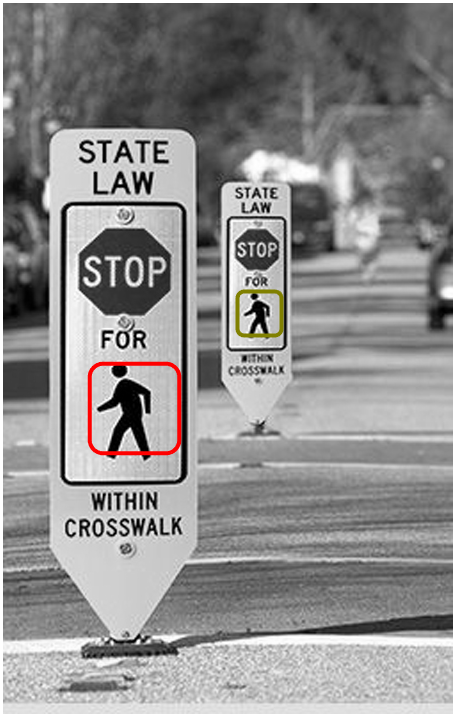 STATE
LAW
STOP
FOR
WITHIN
CROSSWALK
STATE
LAW
STOP
FOR
WITHIN
CROSSWALK